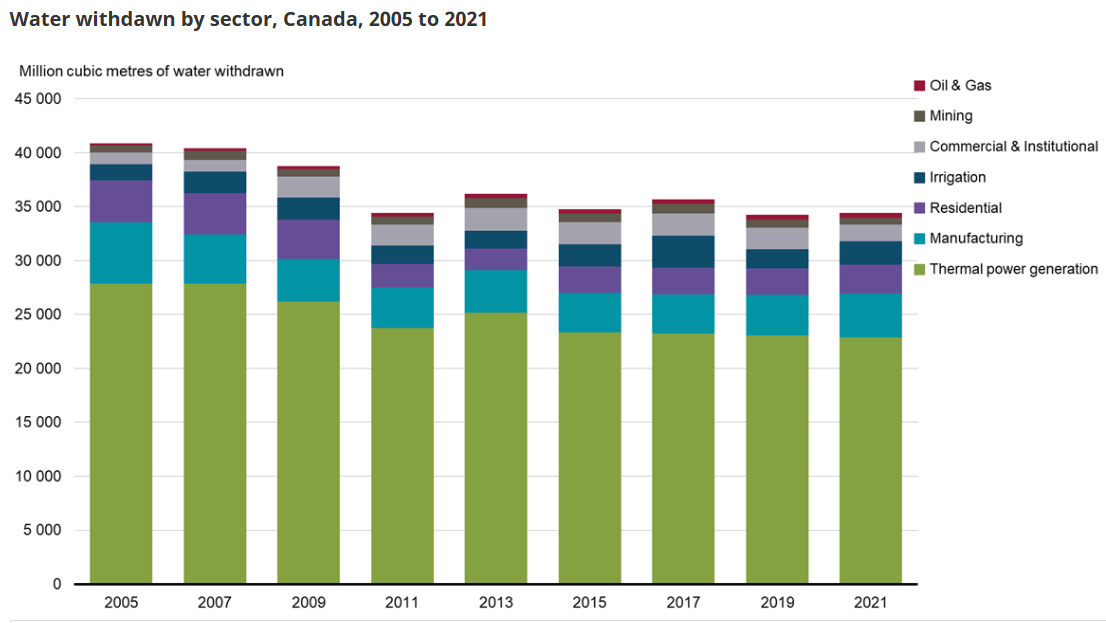 Water withdawn by sector, Canada, 2005 to 2021
Million cubic metres of water withdrawn
45 000
40 000
35 000
30 000
25 000
20 000
15 000
10 000
5 000
0
2005 2007 2009 2011 2013 2015 2017 2019 2021
Oil & Gas
Mining
Commercial & Institutional
Irrigation
Residential
Manufacturing
Thermal power generation